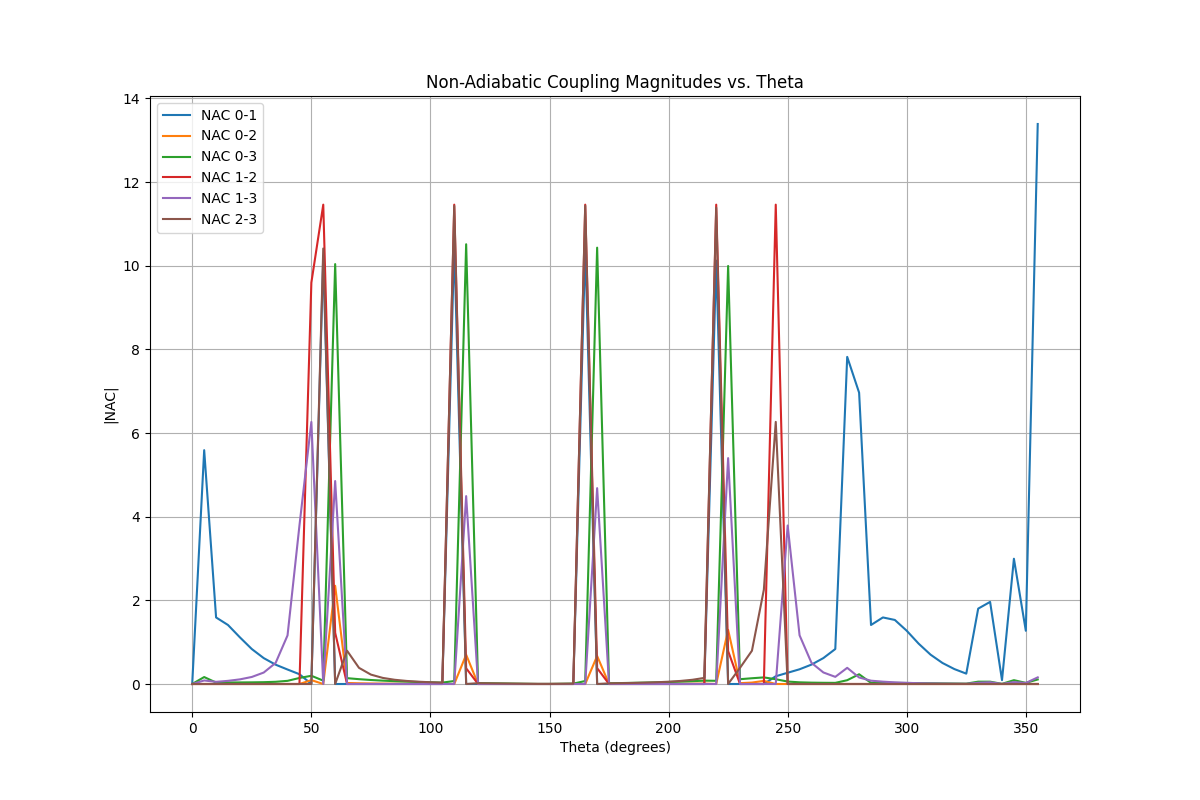 Non-Adiabatic Coupling Magnitudes vs. Theta
14
12
10
8
6
4
2
0
|NAC|
NAC 0-1
NAC 0-2
NAC 0-3
NAC 1-2
NAC 1-3
NAC 2-3
0 50 100 150 200 250 300 350
Theta (degrees)